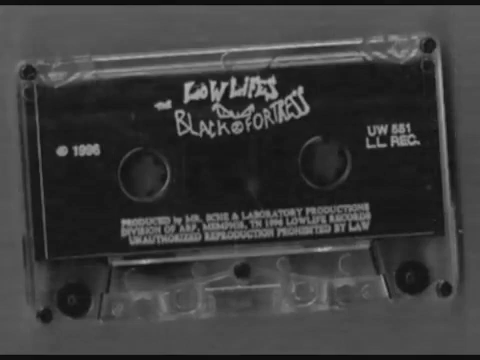 LOW LIFES
THE
BLACK FORTRESS
© 1996
UW 551
L.L. REC.
PRODUCED by MR. SCHE & LABORATORY PRODUCTIONS
DIVISION OF ARP, MEMPHIS, TN 1996 LOWLIFE RECORDS
UNAUTHORIZED REPRODUCTION PROHIBITED BY LAW